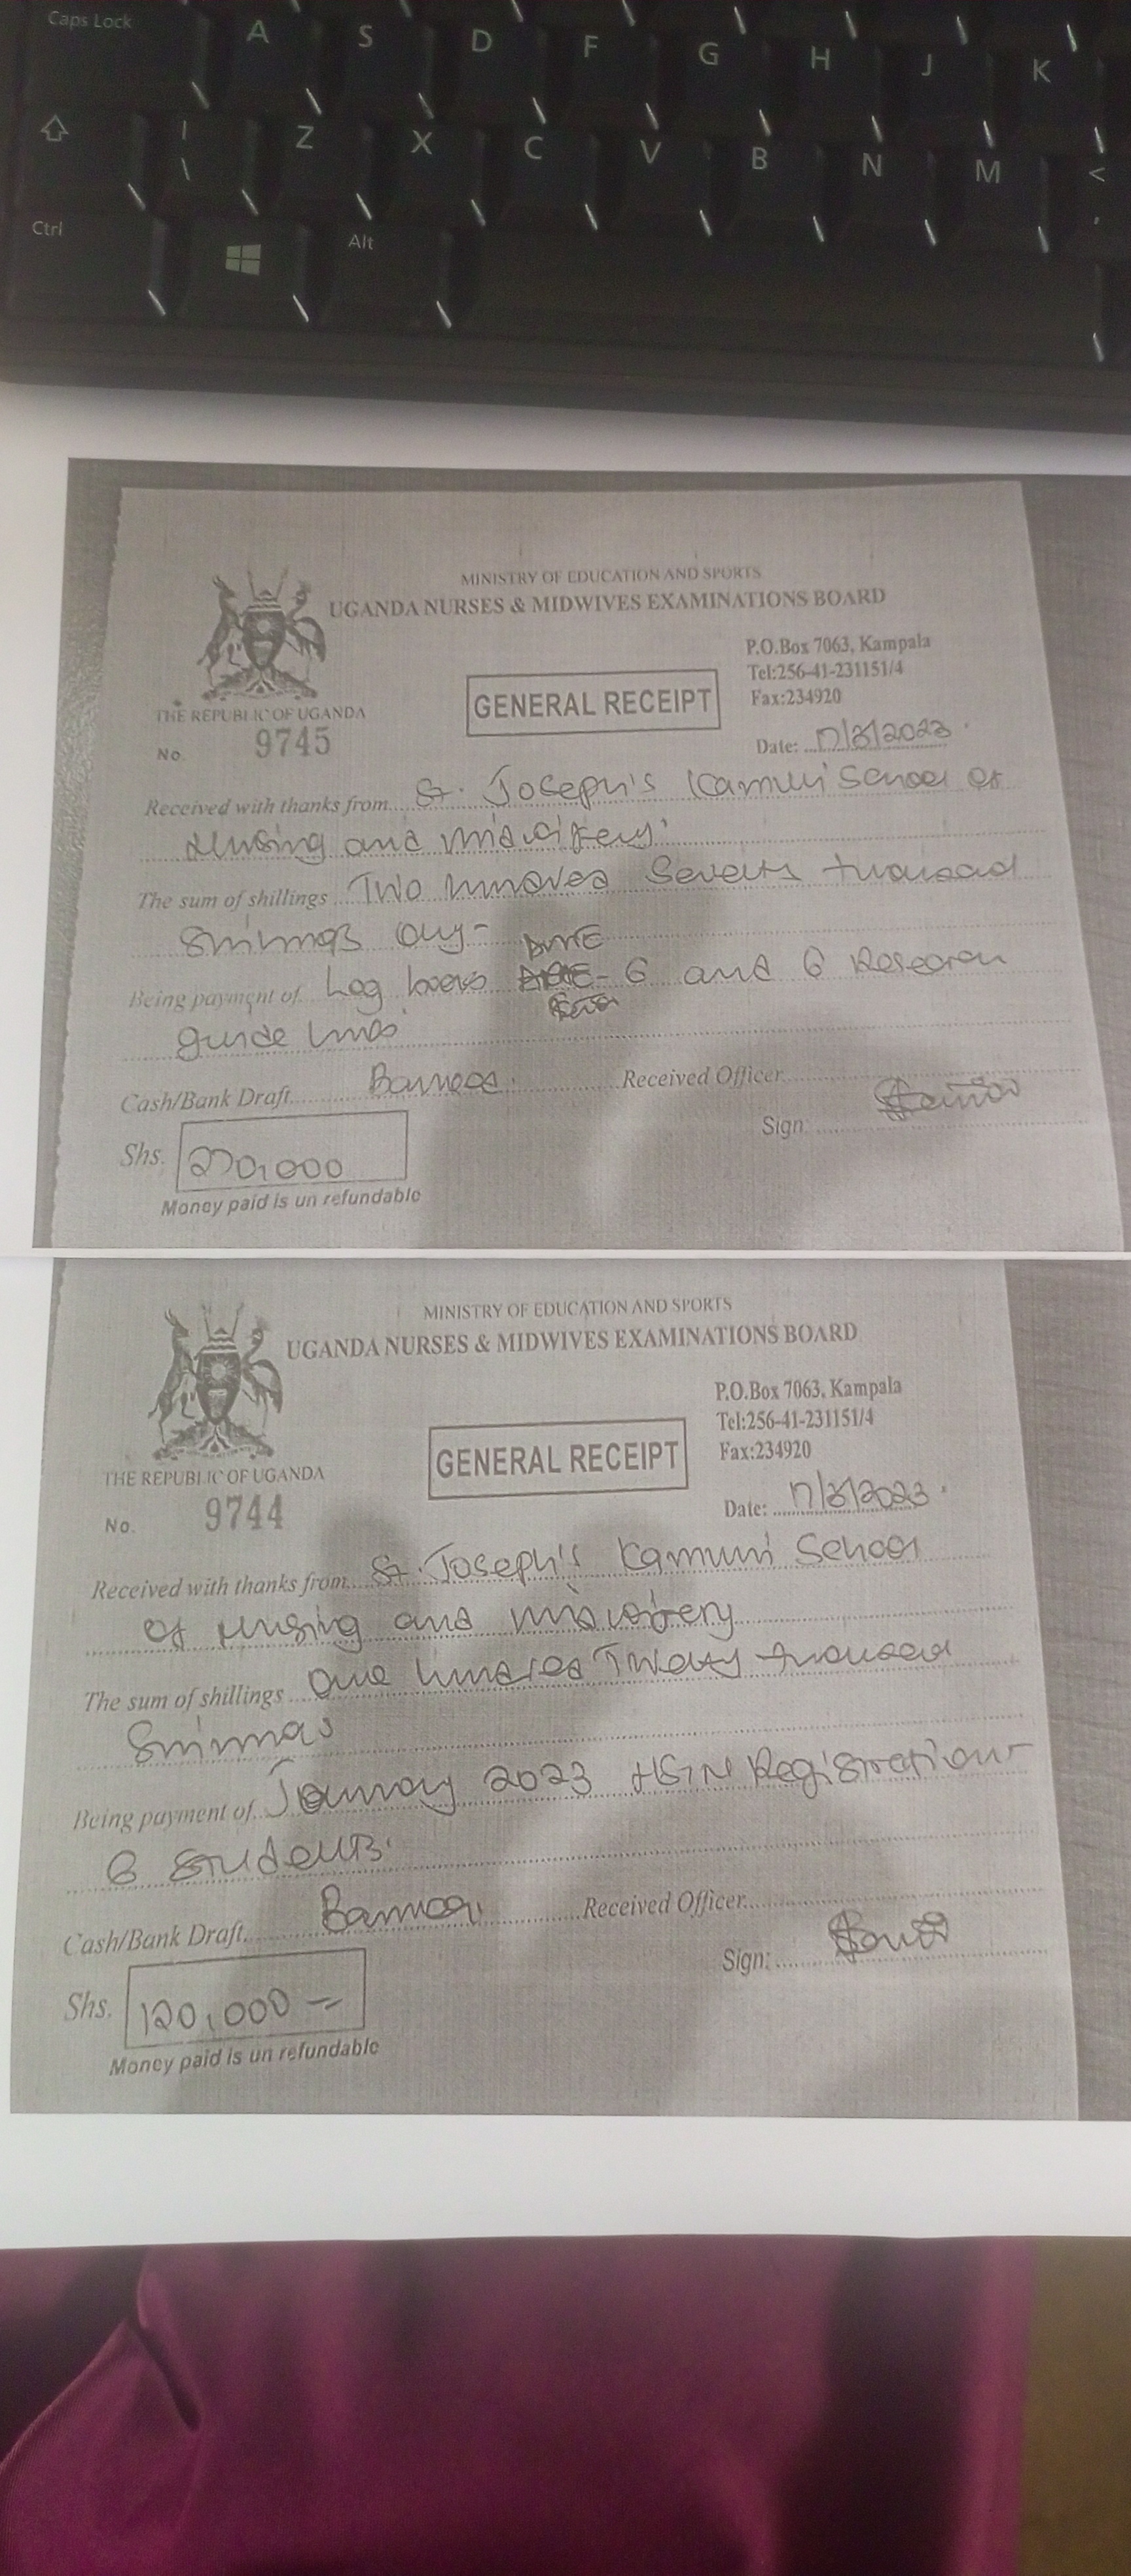 Caps Lock A S D F G H J K
Z X C V B N M <
,
Ctrl Alt
MINISTRY OF EDUCATION AND SPORTS
UGANDA NURSES & MIDWIVES EXAMINATIONS BOARD
P.O.Box 7063, Kampala
Tel:256-41-231151/4
GENERAL RECEIPT
Fax:234920
THE REPUBLIC OF UGANDA
No. 9745
Date: 17/3/2023
Received with thanks from St. Joseph's Kamuli School of
Nursing and midwifery
The sum of shillings Two hundred Seventy thousand
Shillings Only-
DME
Being payment of Log books - 6 and 6 Research
guide lines
Cash/Bank Draft Received Officer
Sign:
Shs. 270,000
Money paid is un refundable
MINISTRY OF EDUCATION AND SPORTS
UGANDA NURSES & MIDWIVES EXAMINATIONS BOARD
P.O.Box 7063, Kampala
Tel:256-41-231151/4
GENERAL RECEIPT
Fax:234920
THE REPUBLIC OF UGANDA
No. 9744
Date: 17/3/2023
Received with thanks from St. Joseph's Kamuli School
of Nursing and midwifery
The sum of shillings One hundred Twenty thousand
Shillings
Being payment of January 2023 Registration-
6 Students.
Cash/Bank Draft Received Officer
Sign:
Shs. 120,000 =
Money paid is un refundable